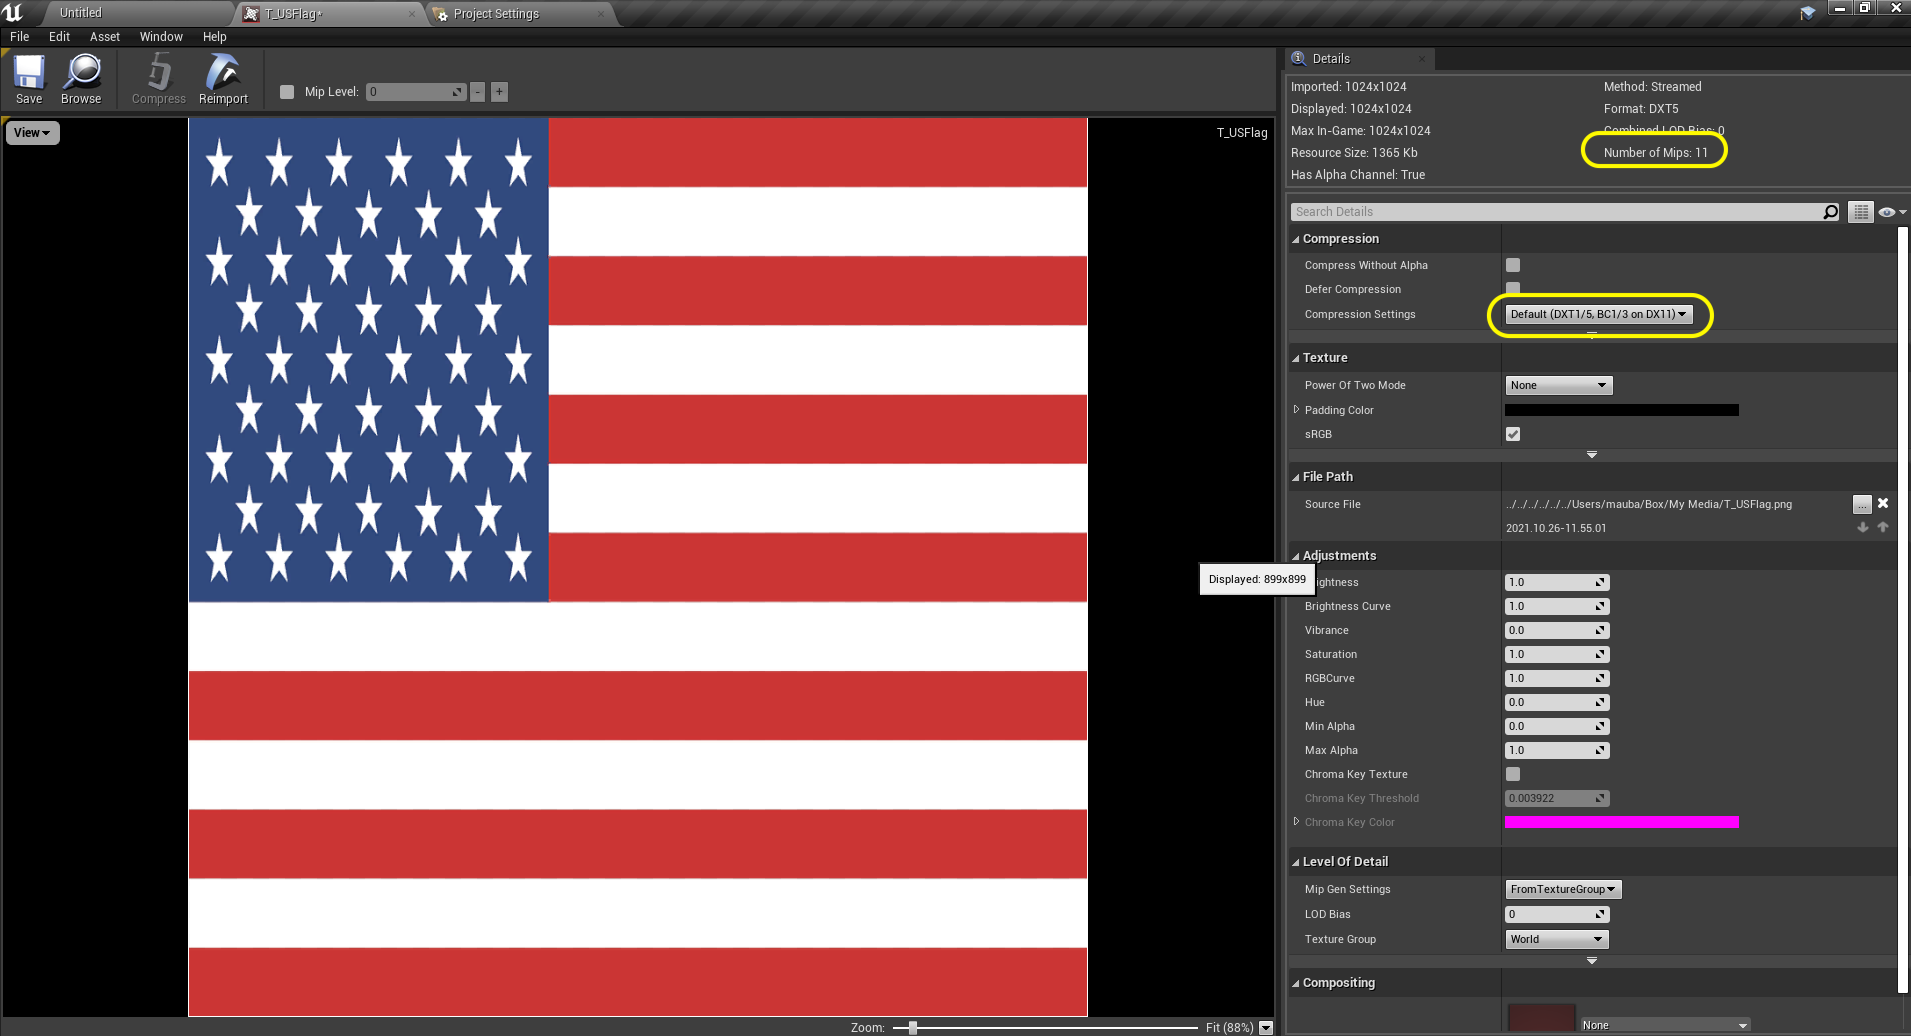 Untitled
T_USFlag*
Project Settings
File Edit Asset Window Help
Save
Browse
Compress
Reimport
Mip Level: 0 - +
View
T_USFlag
Displayed: 899x899
Zoom: Fit (88%)
Details
Imported: 1024x1024
Method: Streamed
Displayed: 1024x1024
Format: DXT5
Max In-Game: 1024x1024
Combined LOD Bias: 0
Resource Size: 1365 Kb
Number of Mips: 11
Has Alpha Channel: True
Search Details
Compression
Compress Without Alpha
Defer Compression
Compression Settings Default (DXT1/5, BC1/3 on DX11)
Texture
Power Of Two Mode None
Padding Color
sRGB
File Path
Source File ../../../../../../Users/mauba/Box/My Media/T_USFlag.png ...
2021.10.26-11.55.01
Adjustments
ightness 1.0
Brightness Curve 1.0
Vibrance 0.0
Saturation 1.0
RGBCurve 1.0
Hue 0.0
Min Alpha 0.0
Max Alpha 1.0
Chroma Key Texture
Chroma Key Threshold 0.003922
Chroma Key Color
Level Of Detail
Mip Gen Settings FromTextureGroup
LOD Bias 0
Texture Group World
Compositing
None